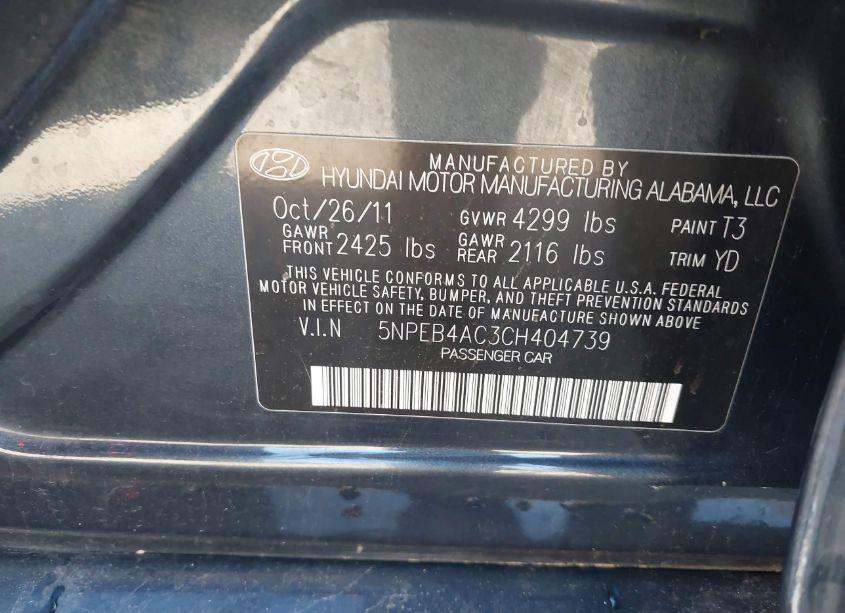 MANUFACTURED BY
HYUNDAI MOTOR MANUFACTURING ALABAMA, LLC
Oct/26/11 GVWR 4299 lbs PAINT T3
GAWR FRONT 2425 lbs GAWR REAR 2116 lbs TRIM YD
THIS VEHICLE CONFORMS TO ALL APPLICABLE U.S.A. FEDERAL
MOTOR VEHICLE SAFETY, BUMPER, AND THEFT PREVENTION STANDARDS
IN EFFECT ON THE DATE OF MANUFACTURE SHOWN ABOVE
V.I.N 5NPEB4AC3CH404739
PASSENGER CAR